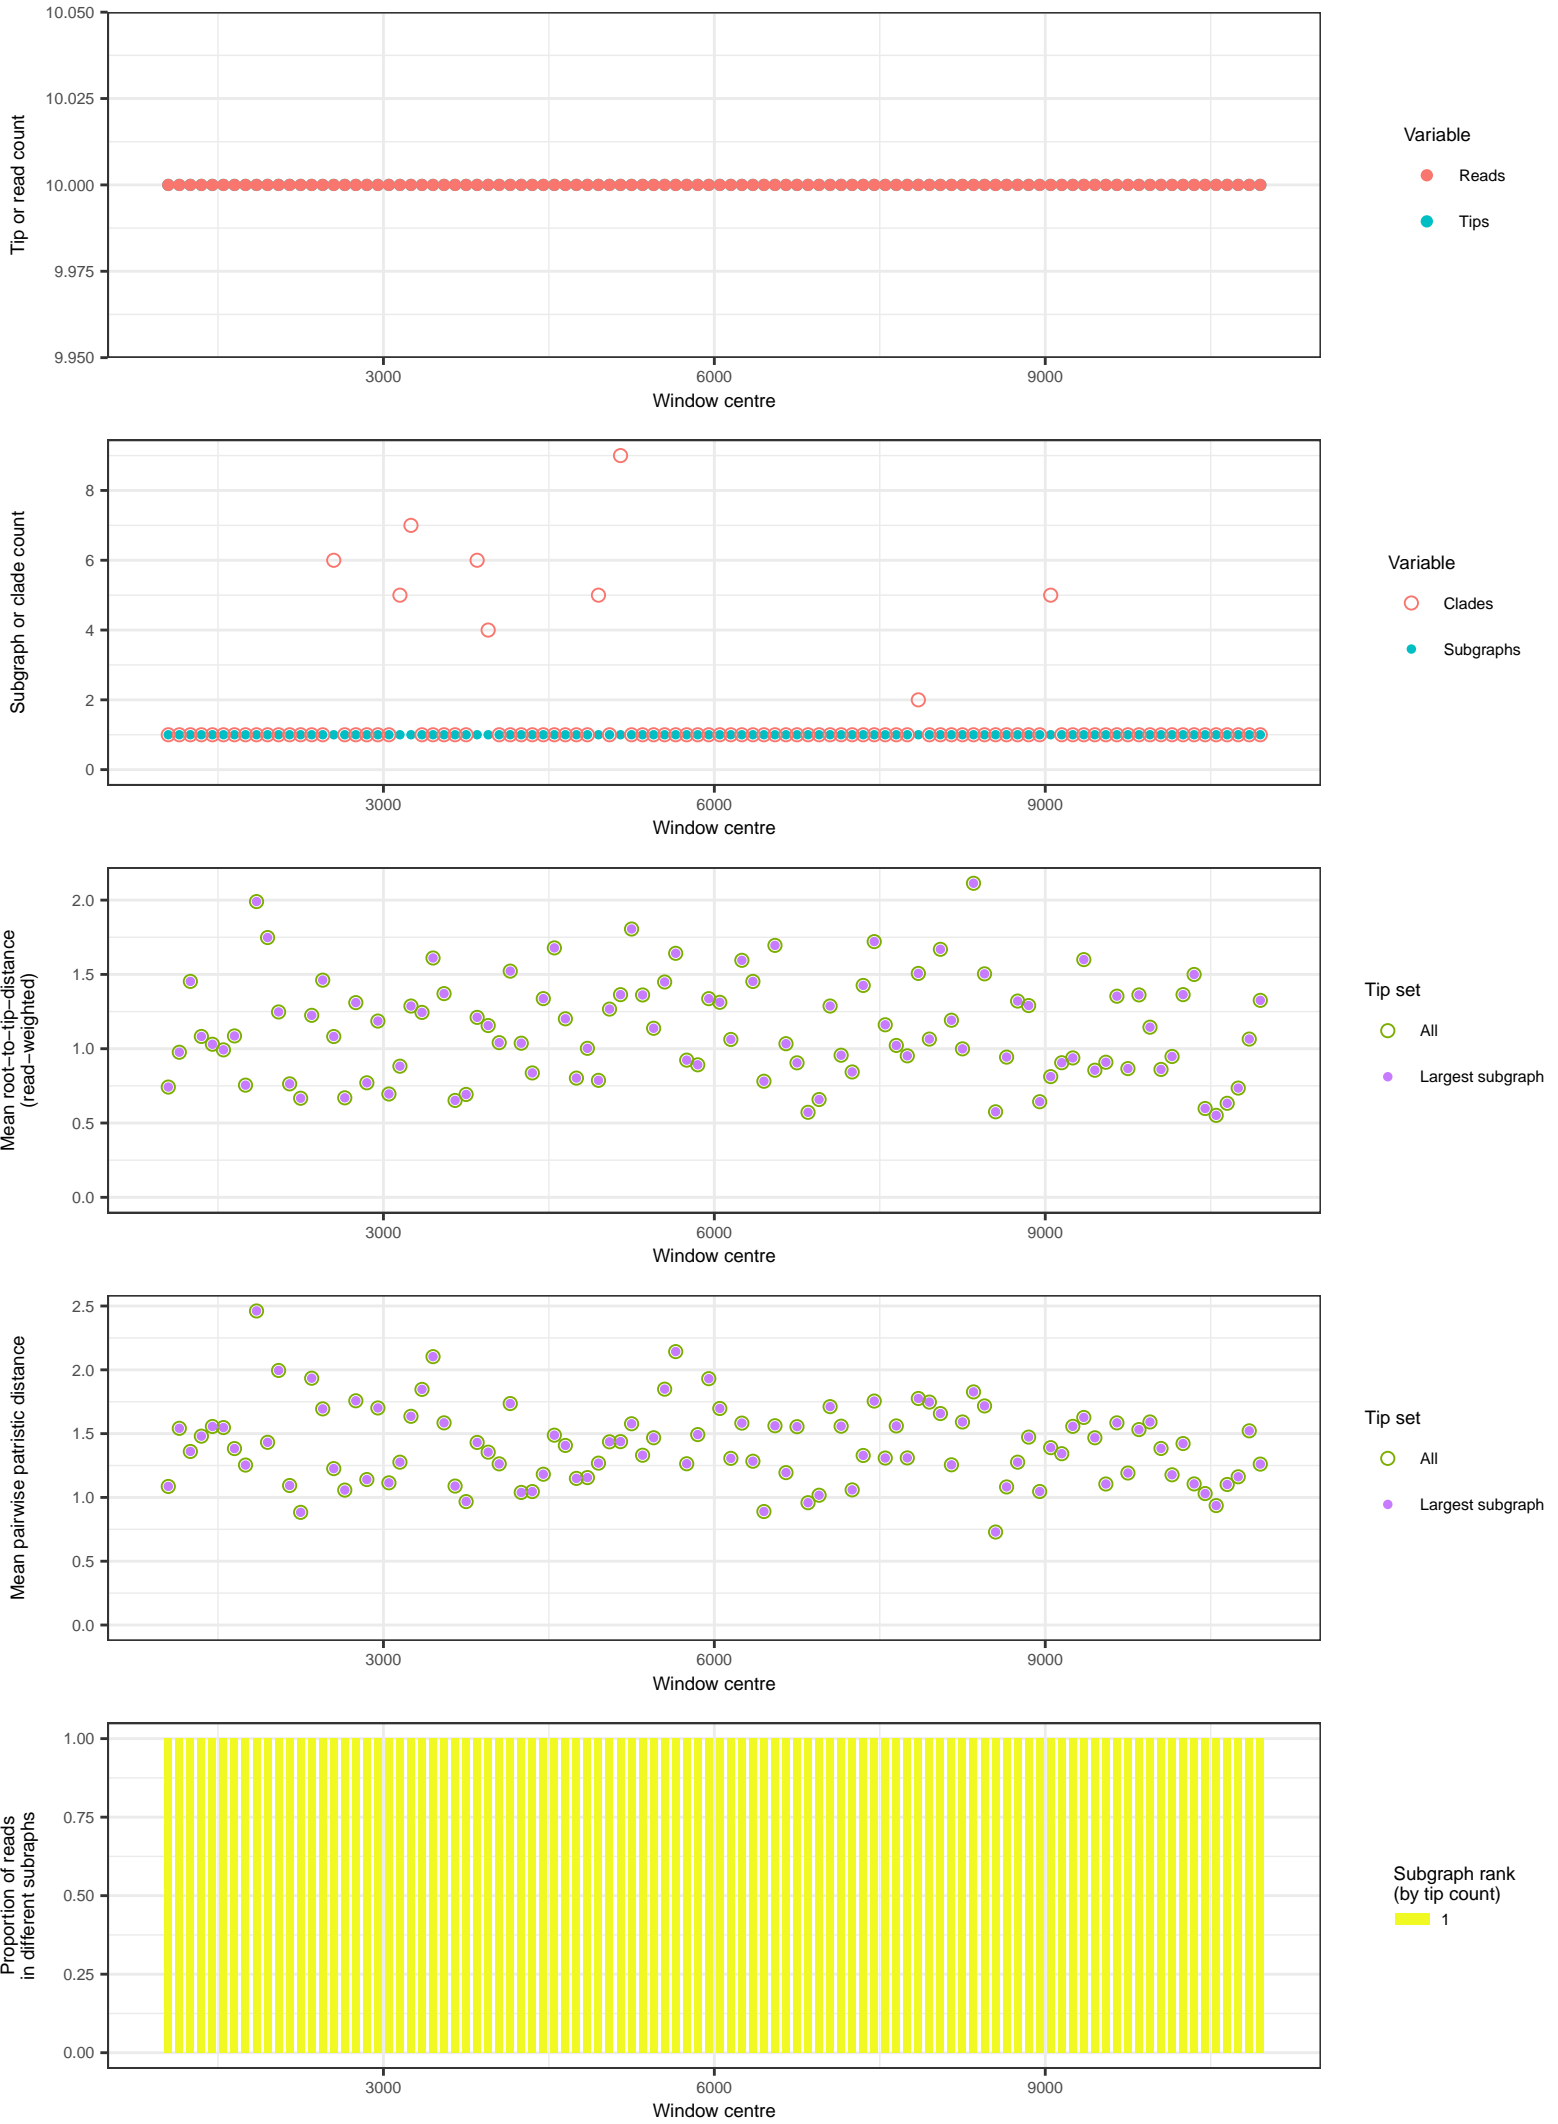 10.050
10.025
10.000
9.975
9.950
Tip or read count
3000 6000 9000
Window centre
Variable
Reads
Tips
8
6
4
2
0
Subgraph or clade count
3000 6000 9000
Window centre
Variable
Clades
Subgraphs
2.0
1.5
1.0
0.5
0.0
Mean root−to−tip−distance
(read−weighted)
3000 6000 9000
Window centre
Tip set
All
Largest subgraph
2.5
2.0
1.5
1.0
0.5
0.0
Mean pairwise patristic distance
3000 6000 9000
Window centre
Tip set
All
Largest subgraph
1.00
0.75
0.50
0.25
0.00
Proportion of reads
in different subraphs
3000 6000 9000
Window centre
Subgraph rank
(by tip count)
1